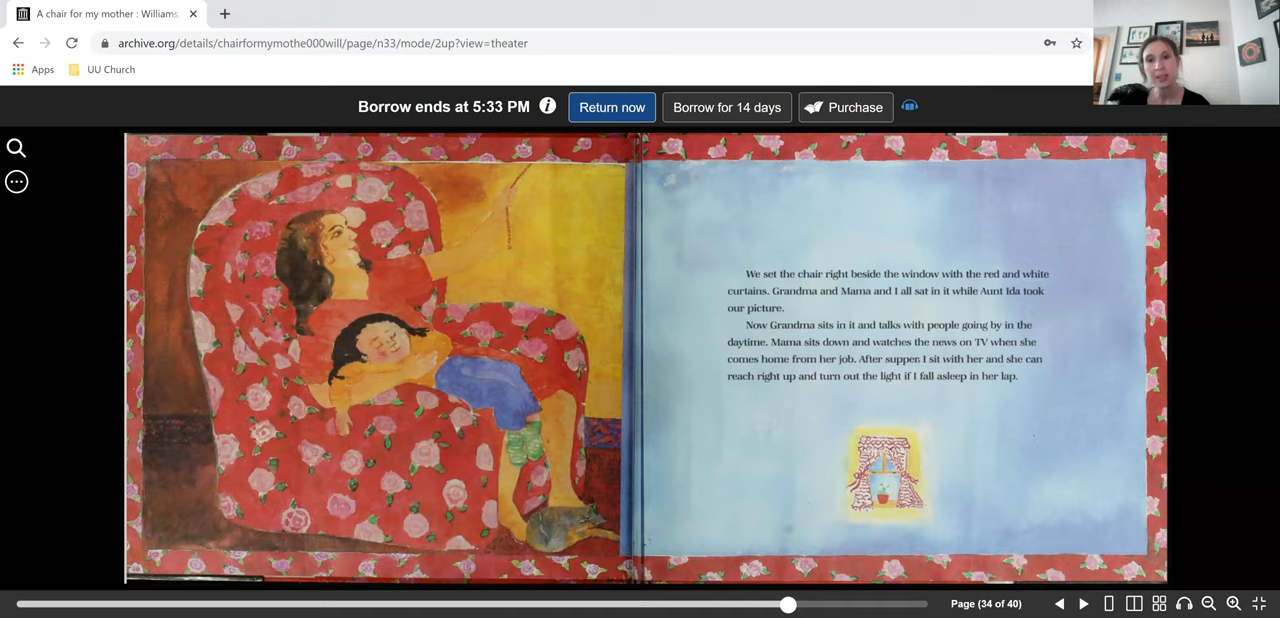 A chair for my mother : Williams,
archive.org/details/chairformymothe000will/page/n33/mode/2up?view=theater
Apps
UU Church
Borrow ends at 5:33 PM
Return now
Borrow for 14 days
Purchase
We set the chair right beside the window with the red and white
curtains. Grandma and Mama and I all sat in it while Aunt Ida took
our picture.
Now Grandma sits in it and talks with people going by in the
daytime. Mama sits down and watches the news on TV when she
comes home from her job. After supper, I sit with her and she can
reach right up and turn out the light if I fall asleep in her lap.
Page (34 of 40)